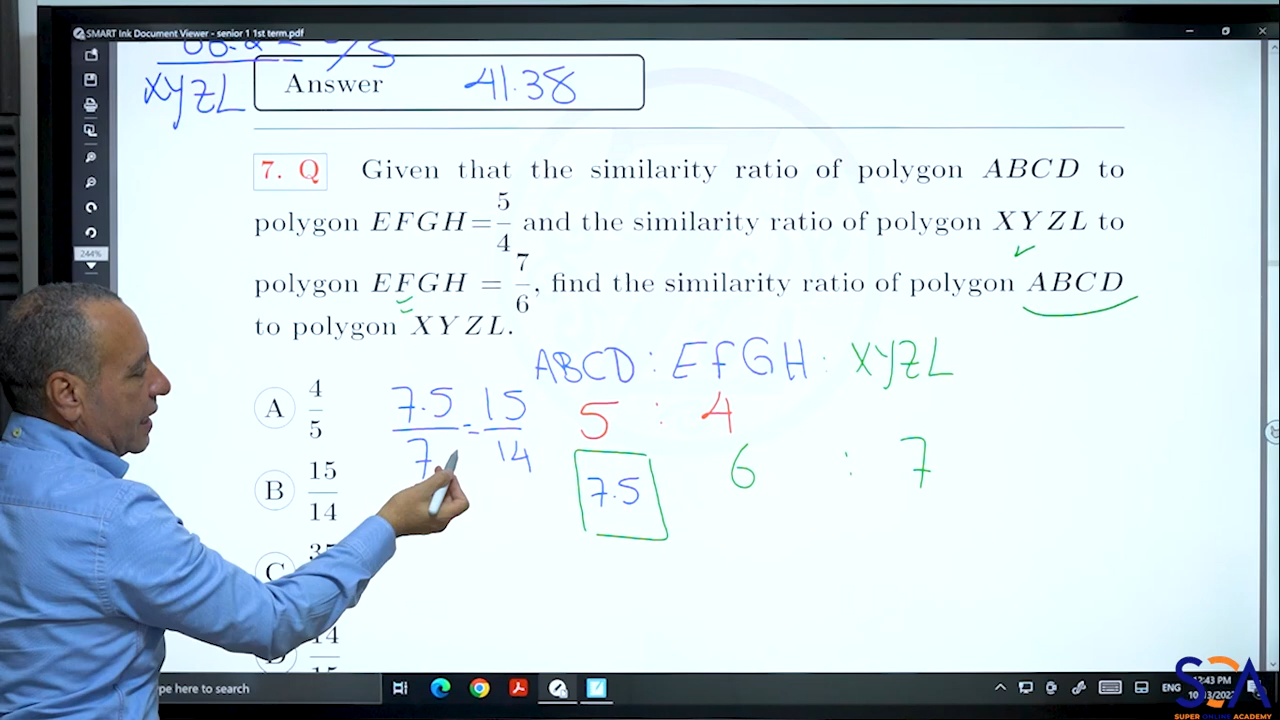 SMART Ink Document Viewer - senior 1 1st term.pdf
XYZL
Answer 41.38
7. Q Given that the similarity ratio of polygon ABCD to
polygon EFGH = 5/4 and the similarity ratio of polygon XYZL to
polygon EFGH = 7/6, find the similarity ratio of polygon ABCD
to polygon XYZL.
ABCD : EFGH : XYZL
A 4/5
7.5/7 = 15/14
5 : 4
B 15/14
7.5 6 : 7
C
14
244%
pe here to search
ENG
SUPER ONLINE ACADEMY